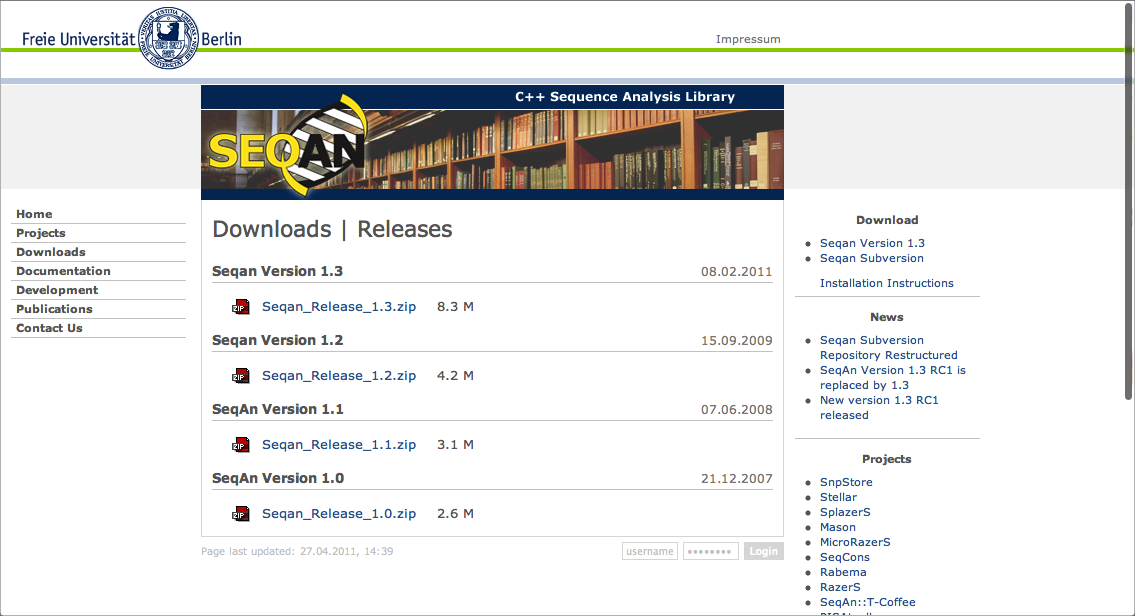 Freie Universität Berlin
Impressum
C++ Sequence Analysis Library
SEQAN
Home
Projects
Downloads
Documentation
Development
Publications
Contact Us
Downloads | Releases
Seqan Version 1.3 08.02.2011
Seqan_Release_1.3.zip 8.3 M
Seqan Version 1.2 15.09.2009
Seqan_Release_1.2.zip 4.2 M
SeqAn Version 1.1 07.06.2008
Seqan_Release_1.1.zip 3.1 M
SeqAn Version 1.0 21.12.2007
Seqan_Release_1.0.zip 2.6 M
Page last updated: 27.04.2011, 14:39
username •••••••• Login
Download
Seqan Version 1.3
Seqan Subversion
Installation Instructions
News
Seqan Subversion
Repository Restructured
SeqAn Version 1.3 RC1 is
replaced by 1.3
New version 1.3 RC1
released
Projects
SnpStore
Stellar
SplazerS
Mason
MicroRazerS
SeqCons
Rabema
RazerS
SeqAn::T-Coffee